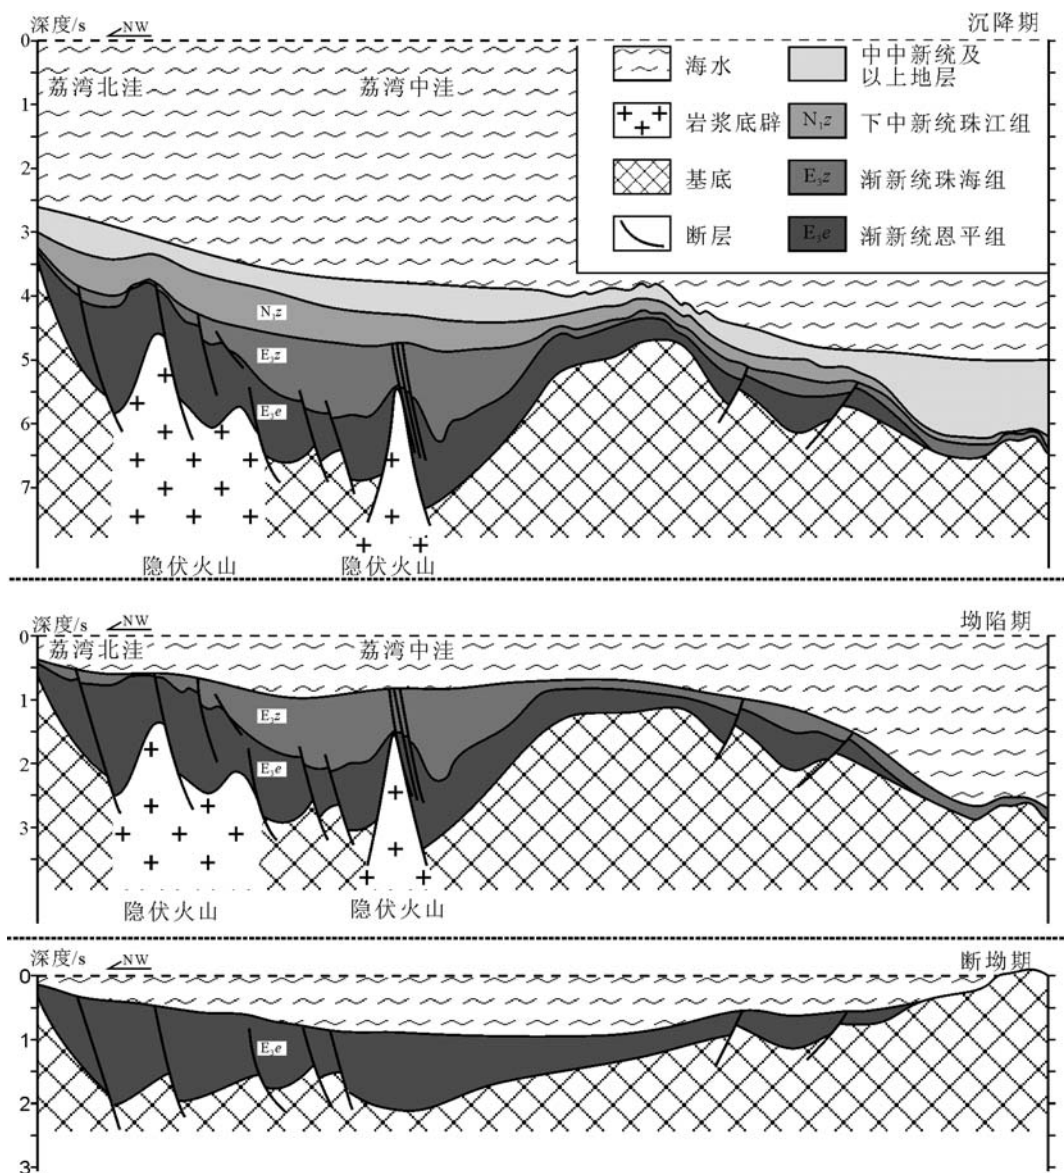 深度/s NW 沉降期
0
荔湾北洼 荔湾中洼
1
2
3
4
5
6
7
海水 中中新统及以上地层
岩浆底辟 N₁z 下中新统珠江组
基底 E₃z 渐新统珠海组
断层 E₃e 渐新统恩平组
N₁z
E₃z
E₃e
隐伏火山 隐伏火山
深度/s NW 坳陷期
0
荔湾北洼 荔湾中洼
1
2
3
E₃z
E₃e
隐伏火山 隐伏火山
深度/s NW 断坳期
0
1
2
3
E₃e